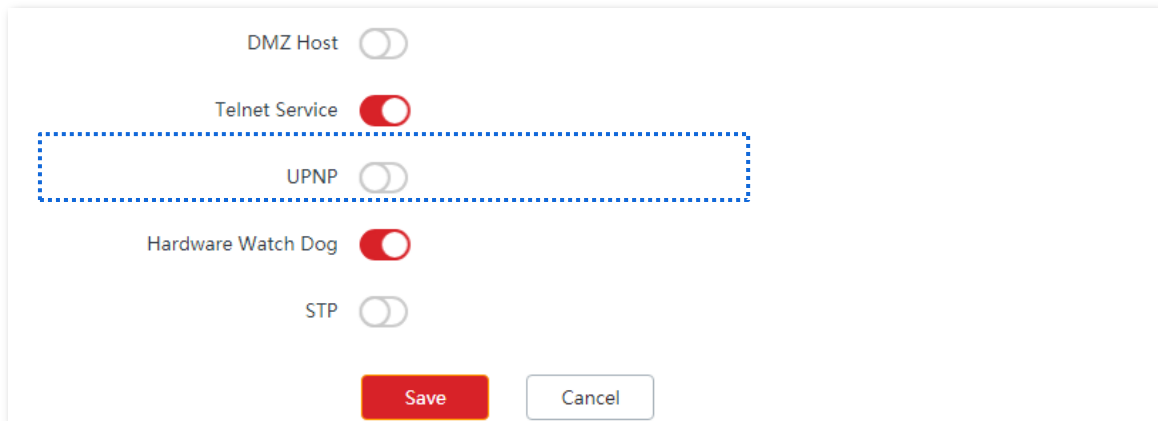 DMZ Host
Telnet Service
UPNP
Hardware Watch Dog
STP
Save Cancel